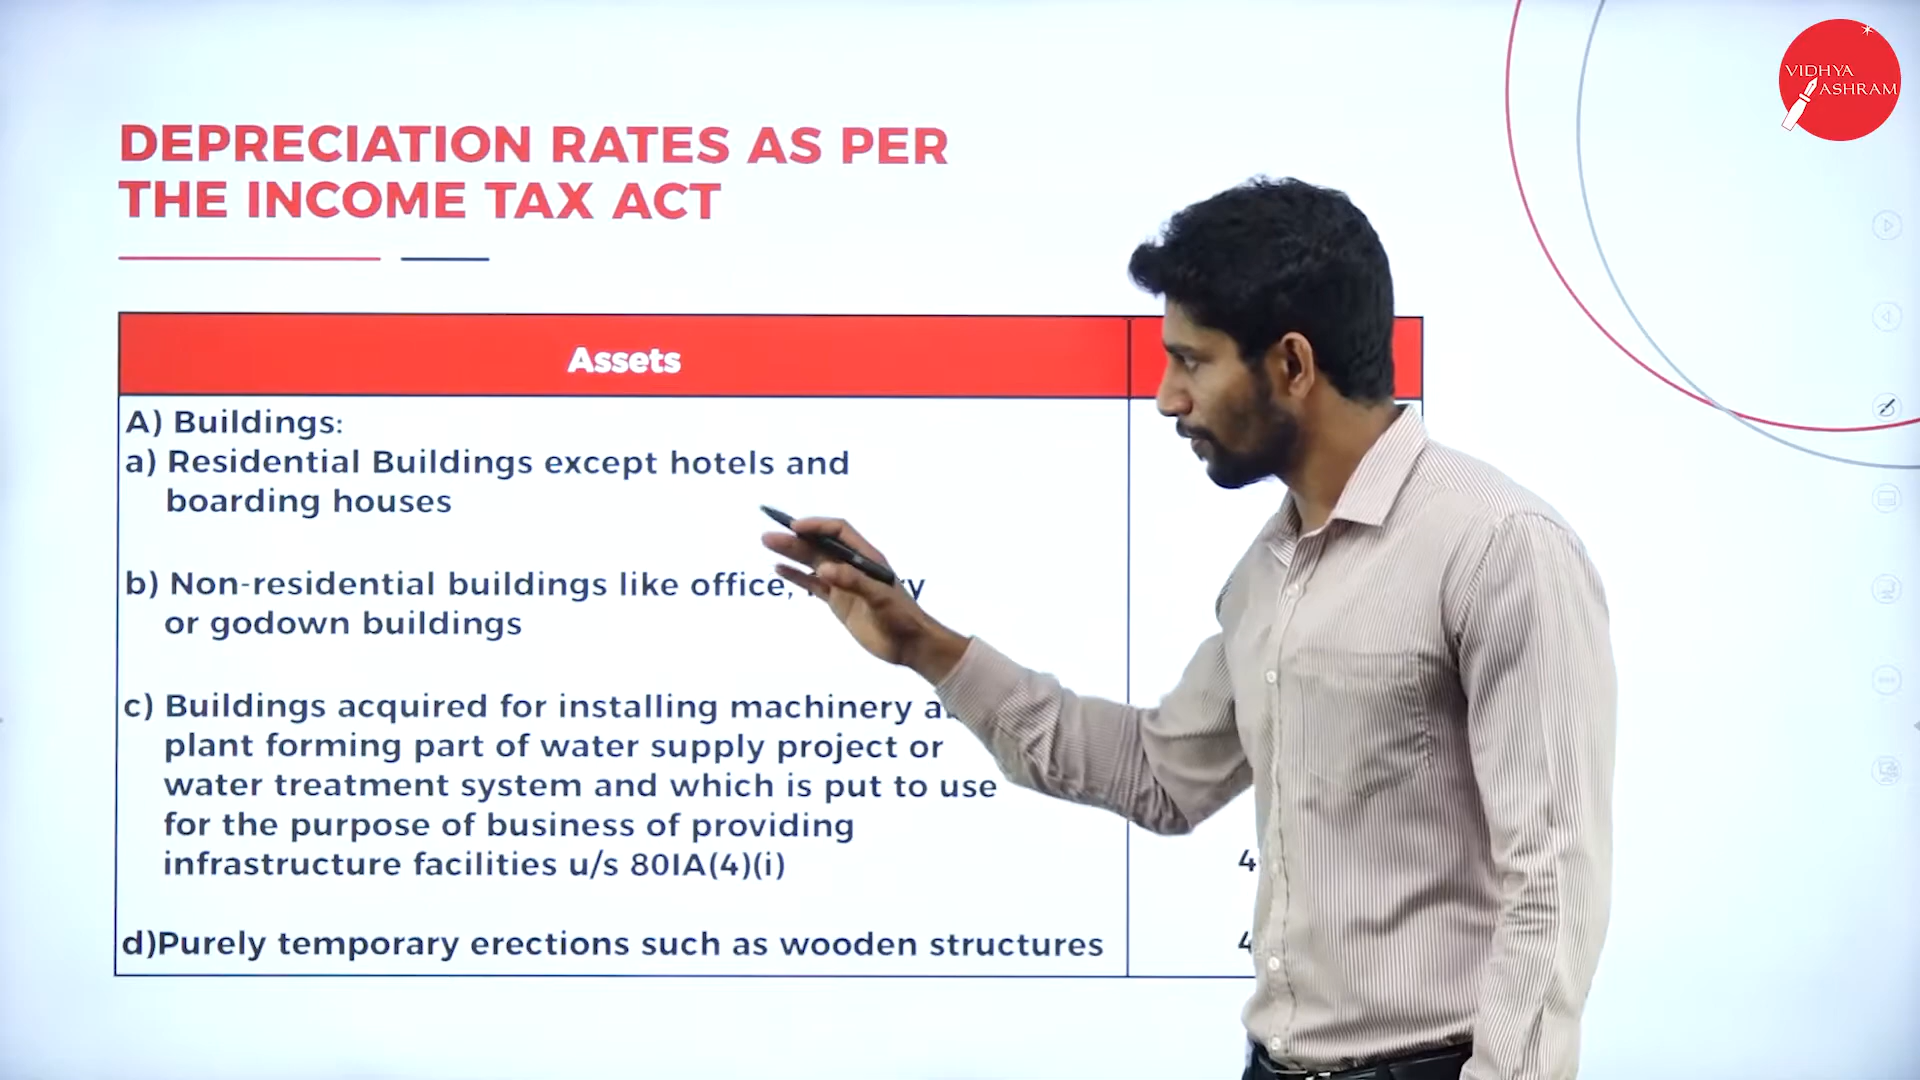 VIDHYA
ASHRAM
DEPRECIATION RATES AS PER
THE INCOME TAX ACT
Assets
A) Buildings:
a) Residential Buildings except hotels and
boarding houses
b) Non-residential buildings like office,
or godown buildings
c) Buildings acquired for installing machinery
plant forming part of water supply project or
water treatment system and which is put to use
for the purpose of business of providing
infrastructure facilities u/s 80IA(4)(i)
4
d)Purely temporary erections such as wooden structures
4